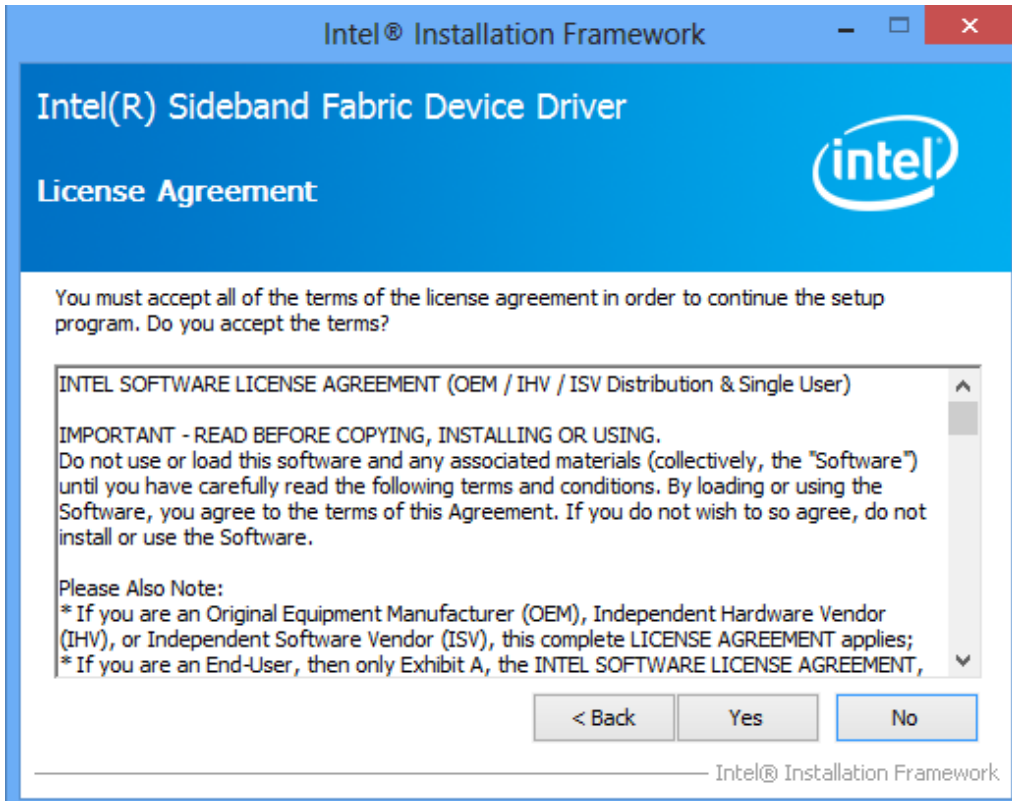 Intel® Installation Framework
Intel(R) Sideband Fabric Device Driver
intel
License Agreement
You must accept all of the terms of the license agreement in order to continue the setup
program. Do you accept the terms?
INTEL SOFTWARE LICENSE AGREEMENT (OEM / IHV / ISV Distribution & Single User)
IMPORTANT - READ BEFORE COPYING, INSTALLING OR USING.
Do not use or load this software and any associated materials (collectively, the "Software")
until you have carefully read the following terms and conditions. By loading or using the
Software, you agree to the terms of this Agreement. If you do not wish to so agree, do not
install or use the Software.
Please Also Note:
* If you are an Original Equipment Manufacturer (OEM), Independent Hardware Vendor
(IHV), or Independent Software Vendor (ISV), this complete LICENSE AGREEMENT applies;
* If you are an End-User, then only Exhibit A, the INTEL SOFTWARE LICENSE AGREEMENT,
< Back Yes No
Intel® Installation Framework